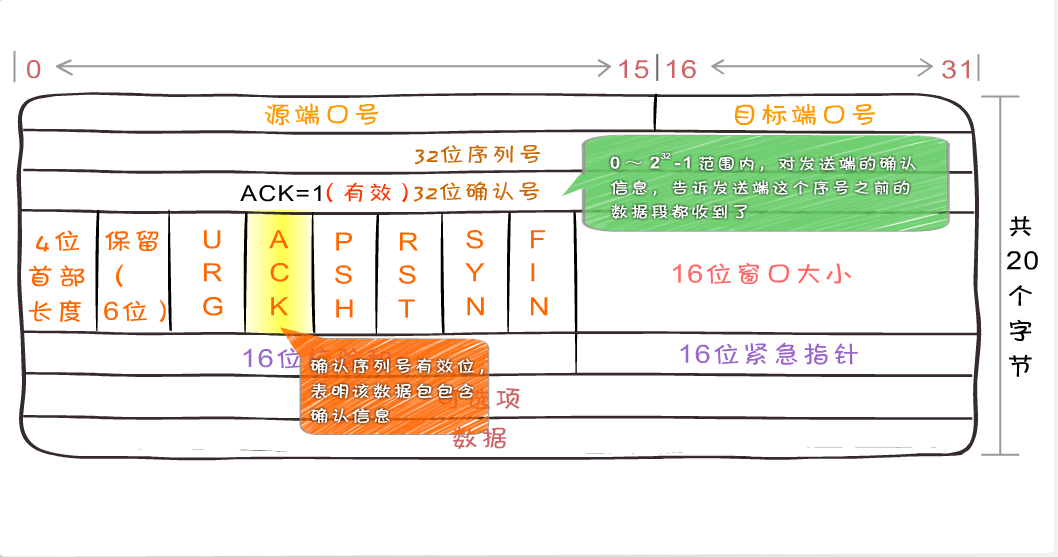 0 15 16 31
源端口号 目标端口号
32位序列号
ACK=1(有效)32位确认号
0 ~ 2^32 -1 范围内，对发送端的确认
信息，告诉发送端这个序号之前的
数据段都收到了
4位
首部
长度
保留
(
6位)
URG
ACK
PSH
RST
SYN
FIN
16位窗口大小
共
20
个
字
节
16位
16位紧急指针
确认序列号有效位，
表明该数据包包含
确认信息
选项
数据